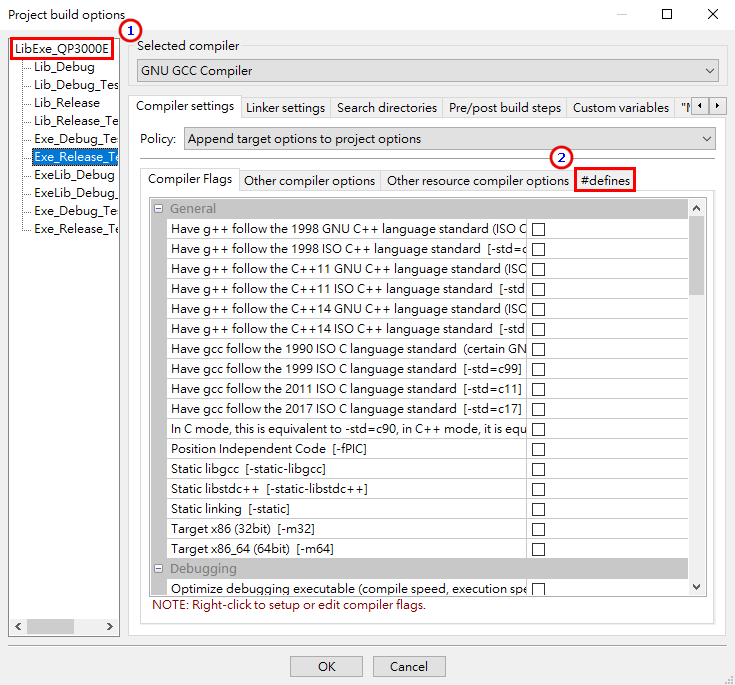 Project build options
1
LibExe_QP3000E
Lib_Debug
Lib_Debug_Tes
Lib_Release
Lib_Release_Te
Exe_Debug_Te
Exe_Release_Te
ExeLib_Debug
ExeLib_Debug_
Exe_Debug_Tes
Exe_Release_Te
Selected compiler
GNU GCC Compiler
Compiler settings Linker settings Search directories Pre/post build steps Custom variables "M
Policy: Append target options to project options
2
Compiler Flags Other compiler options Other resource compiler options #defines
General
Have g++ follow the 1998 GNU C++ language standard (ISO C
Have g++ follow the 1998 ISO C++ language standard [-std=c
Have g++ follow the C++11 GNU C++ language standard (ISO
Have g++ follow the C++11 ISO C++ language standard [-std
Have g++ follow the C++14 GNU C++ language standard (ISO
Have g++ follow the C++14 ISO C++ language standard [-std
Have gcc follow the 1990 ISO C language standard (certain GN
Have gcc follow the 1999 ISO C language standard [-std=c99]
Have gcc follow the 2011 ISO C language standard [-std=c11]
Have gcc follow the 2017 ISO C language standard [-std=c17]
In C mode, this is equivalent to -std=c90, in C++ mode, it is equ
Position Independent Code [-fPIC]
Static libgcc [-static-libgcc]
Static libstdc++ [-static-libstdc++]
Static linking [-static]
Target x86 (32bit) [-m32]
Target x86_64 (64bit) [-m64]
Debugging
Optimize debugging executable (compile speed, execution spe
NOTE: Right-click to setup or edit compiler flags.
OK Cancel